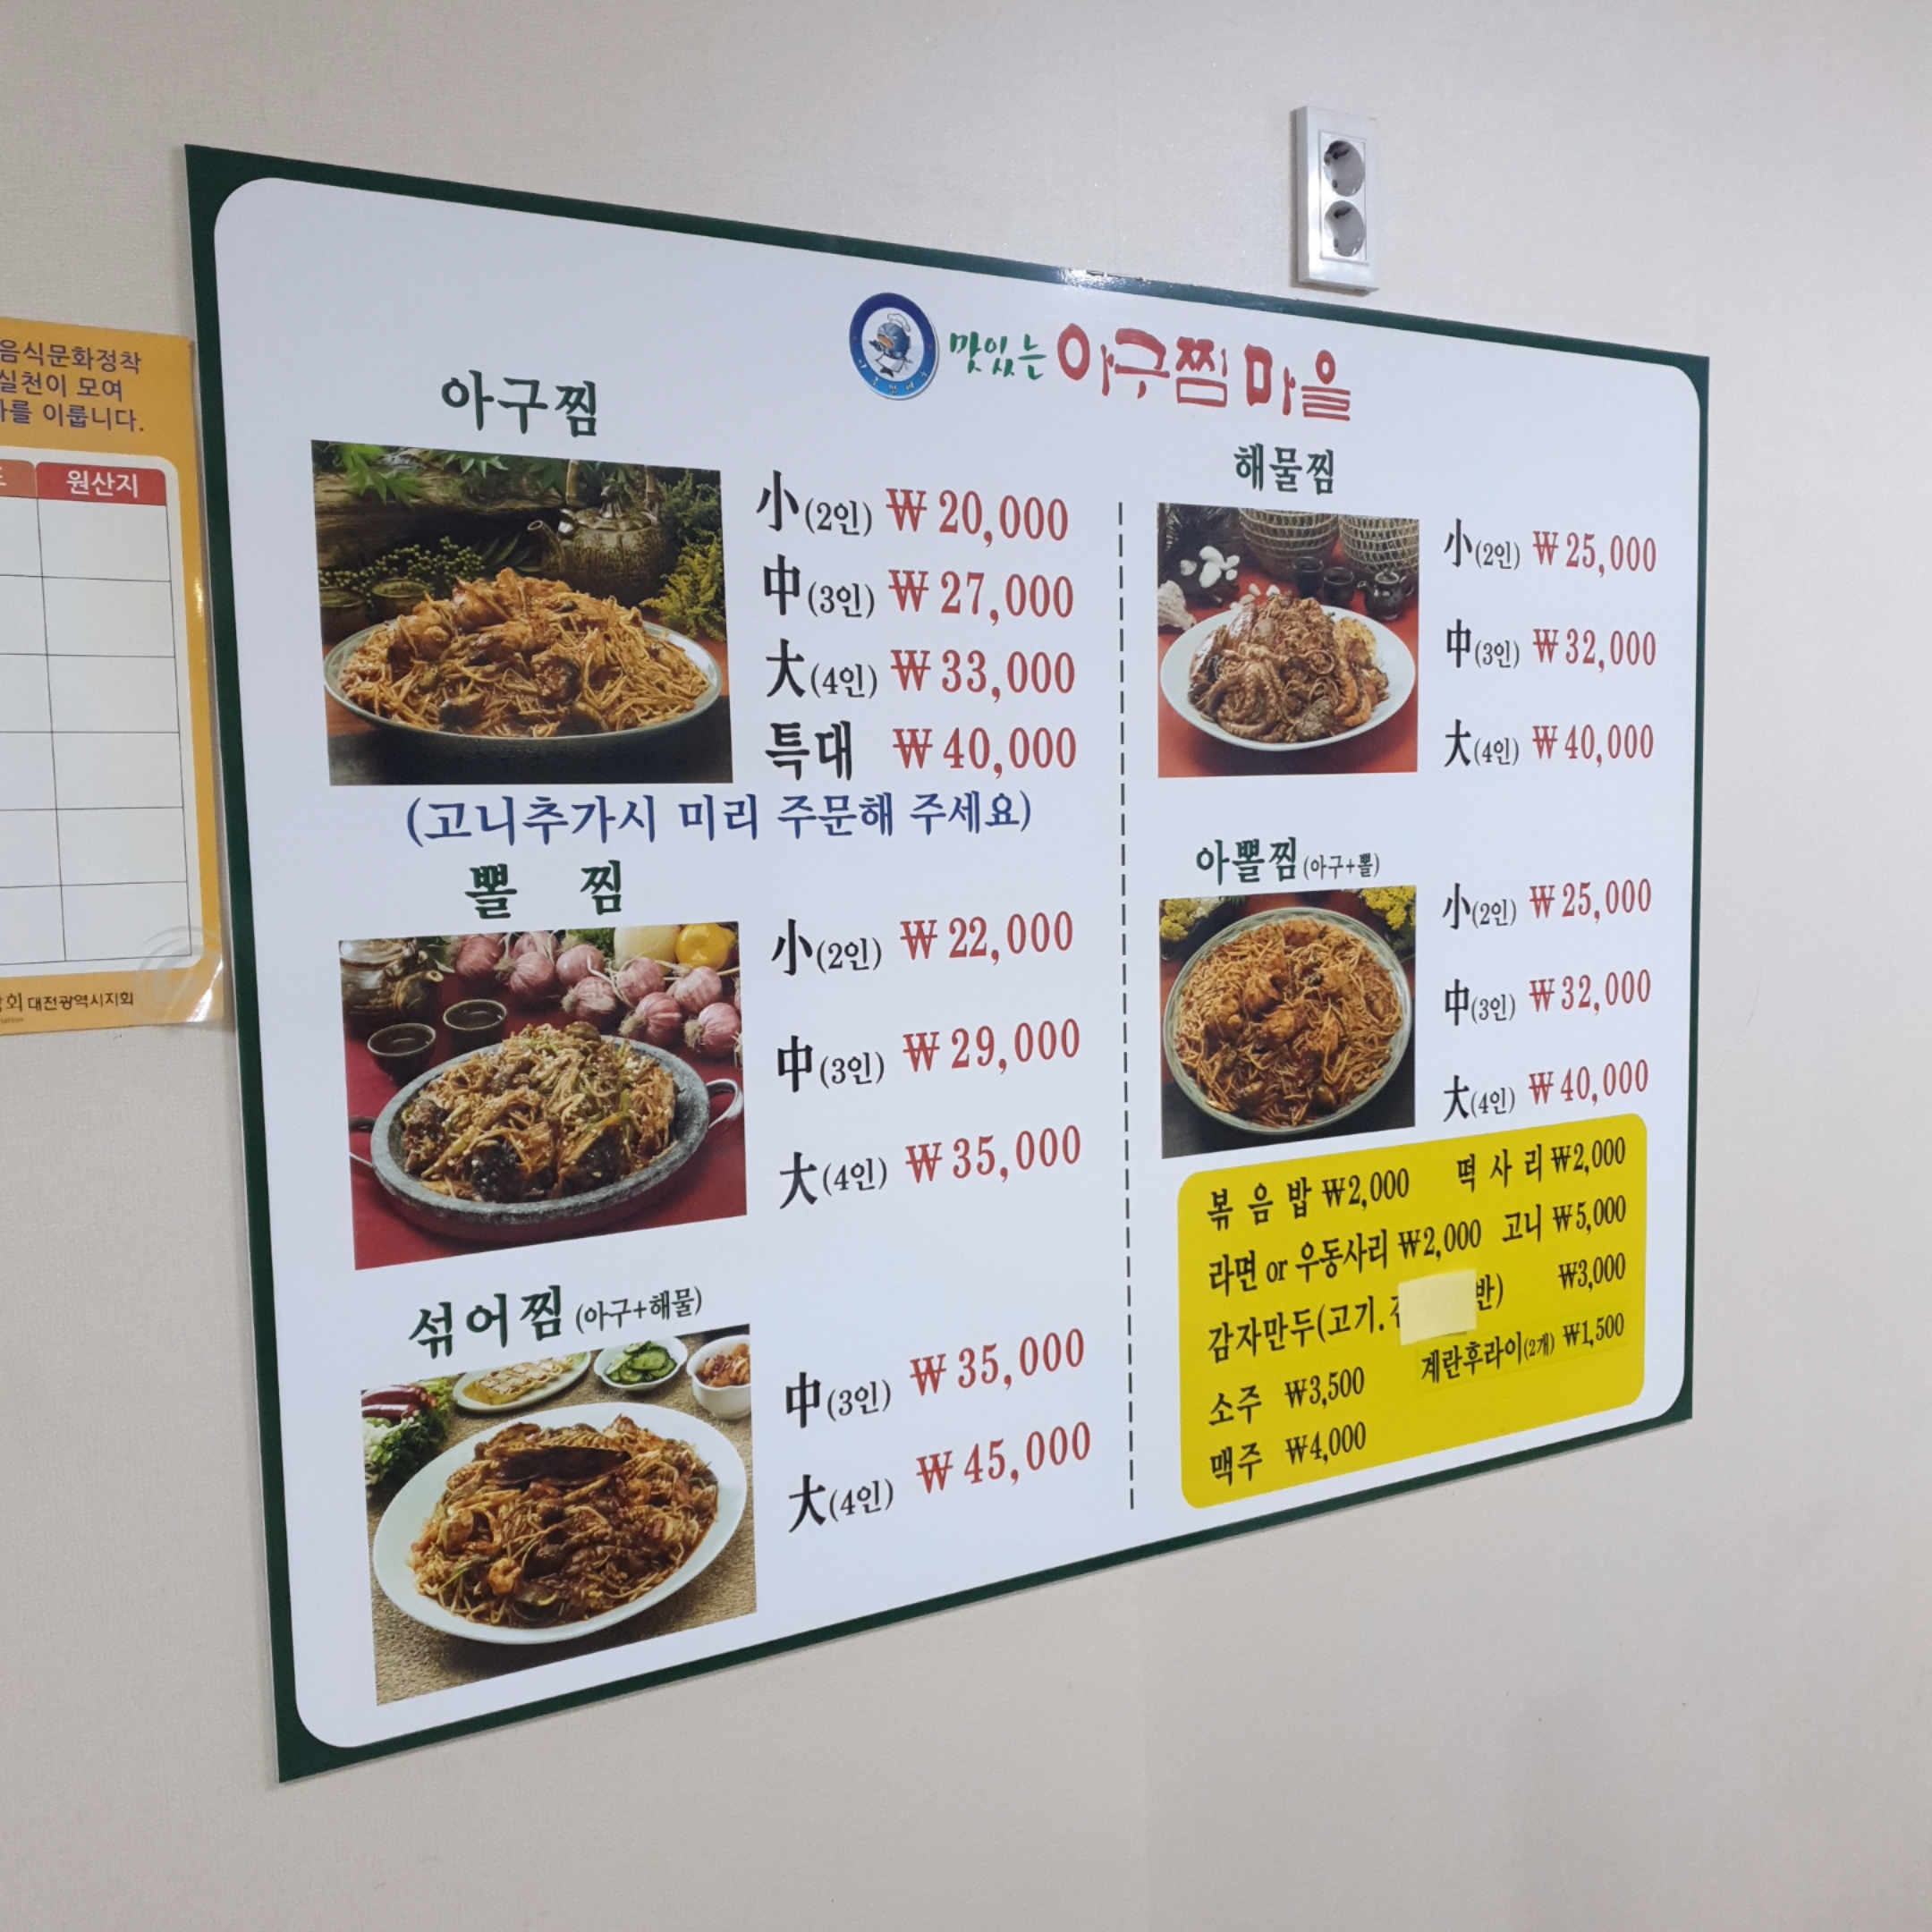 음식문화정착
실천이 모여
를 이룹니다.
원산지
회 대전광역시지회
맛있는 아구찜 마을
아구찜
小(2인) ₩20,000
中(3인) ₩27,000
大(4인) ₩33,000
특대 ₩40,000
(고니추가시 미리 주문해 주세요)
뽈 찜
小(2인) ₩22,000
中(3인) ₩29,000
大(4인) ₩35,000
섞어찜 (아구+해물)
中(3인) ₩35,000
大(4인) ₩45,000
해물찜
小(2인) ₩25,000
中(3인) ₩32,000
大(4인) ₩40,000
아뽈찜 (아구+뽈)
小(2인) ₩25,000
中(3인) ₩32,000
大(4인) ₩40,000
볶음밥 ₩2,000 떡사리 ₩2,000
라면 or 우동사리 ₩2,000 고니 ₩5,000
감자만두(고기. 반) ₩3,000
계란후라이(2개) ₩1,500
소주 ₩3,500
맥주 ₩4,000